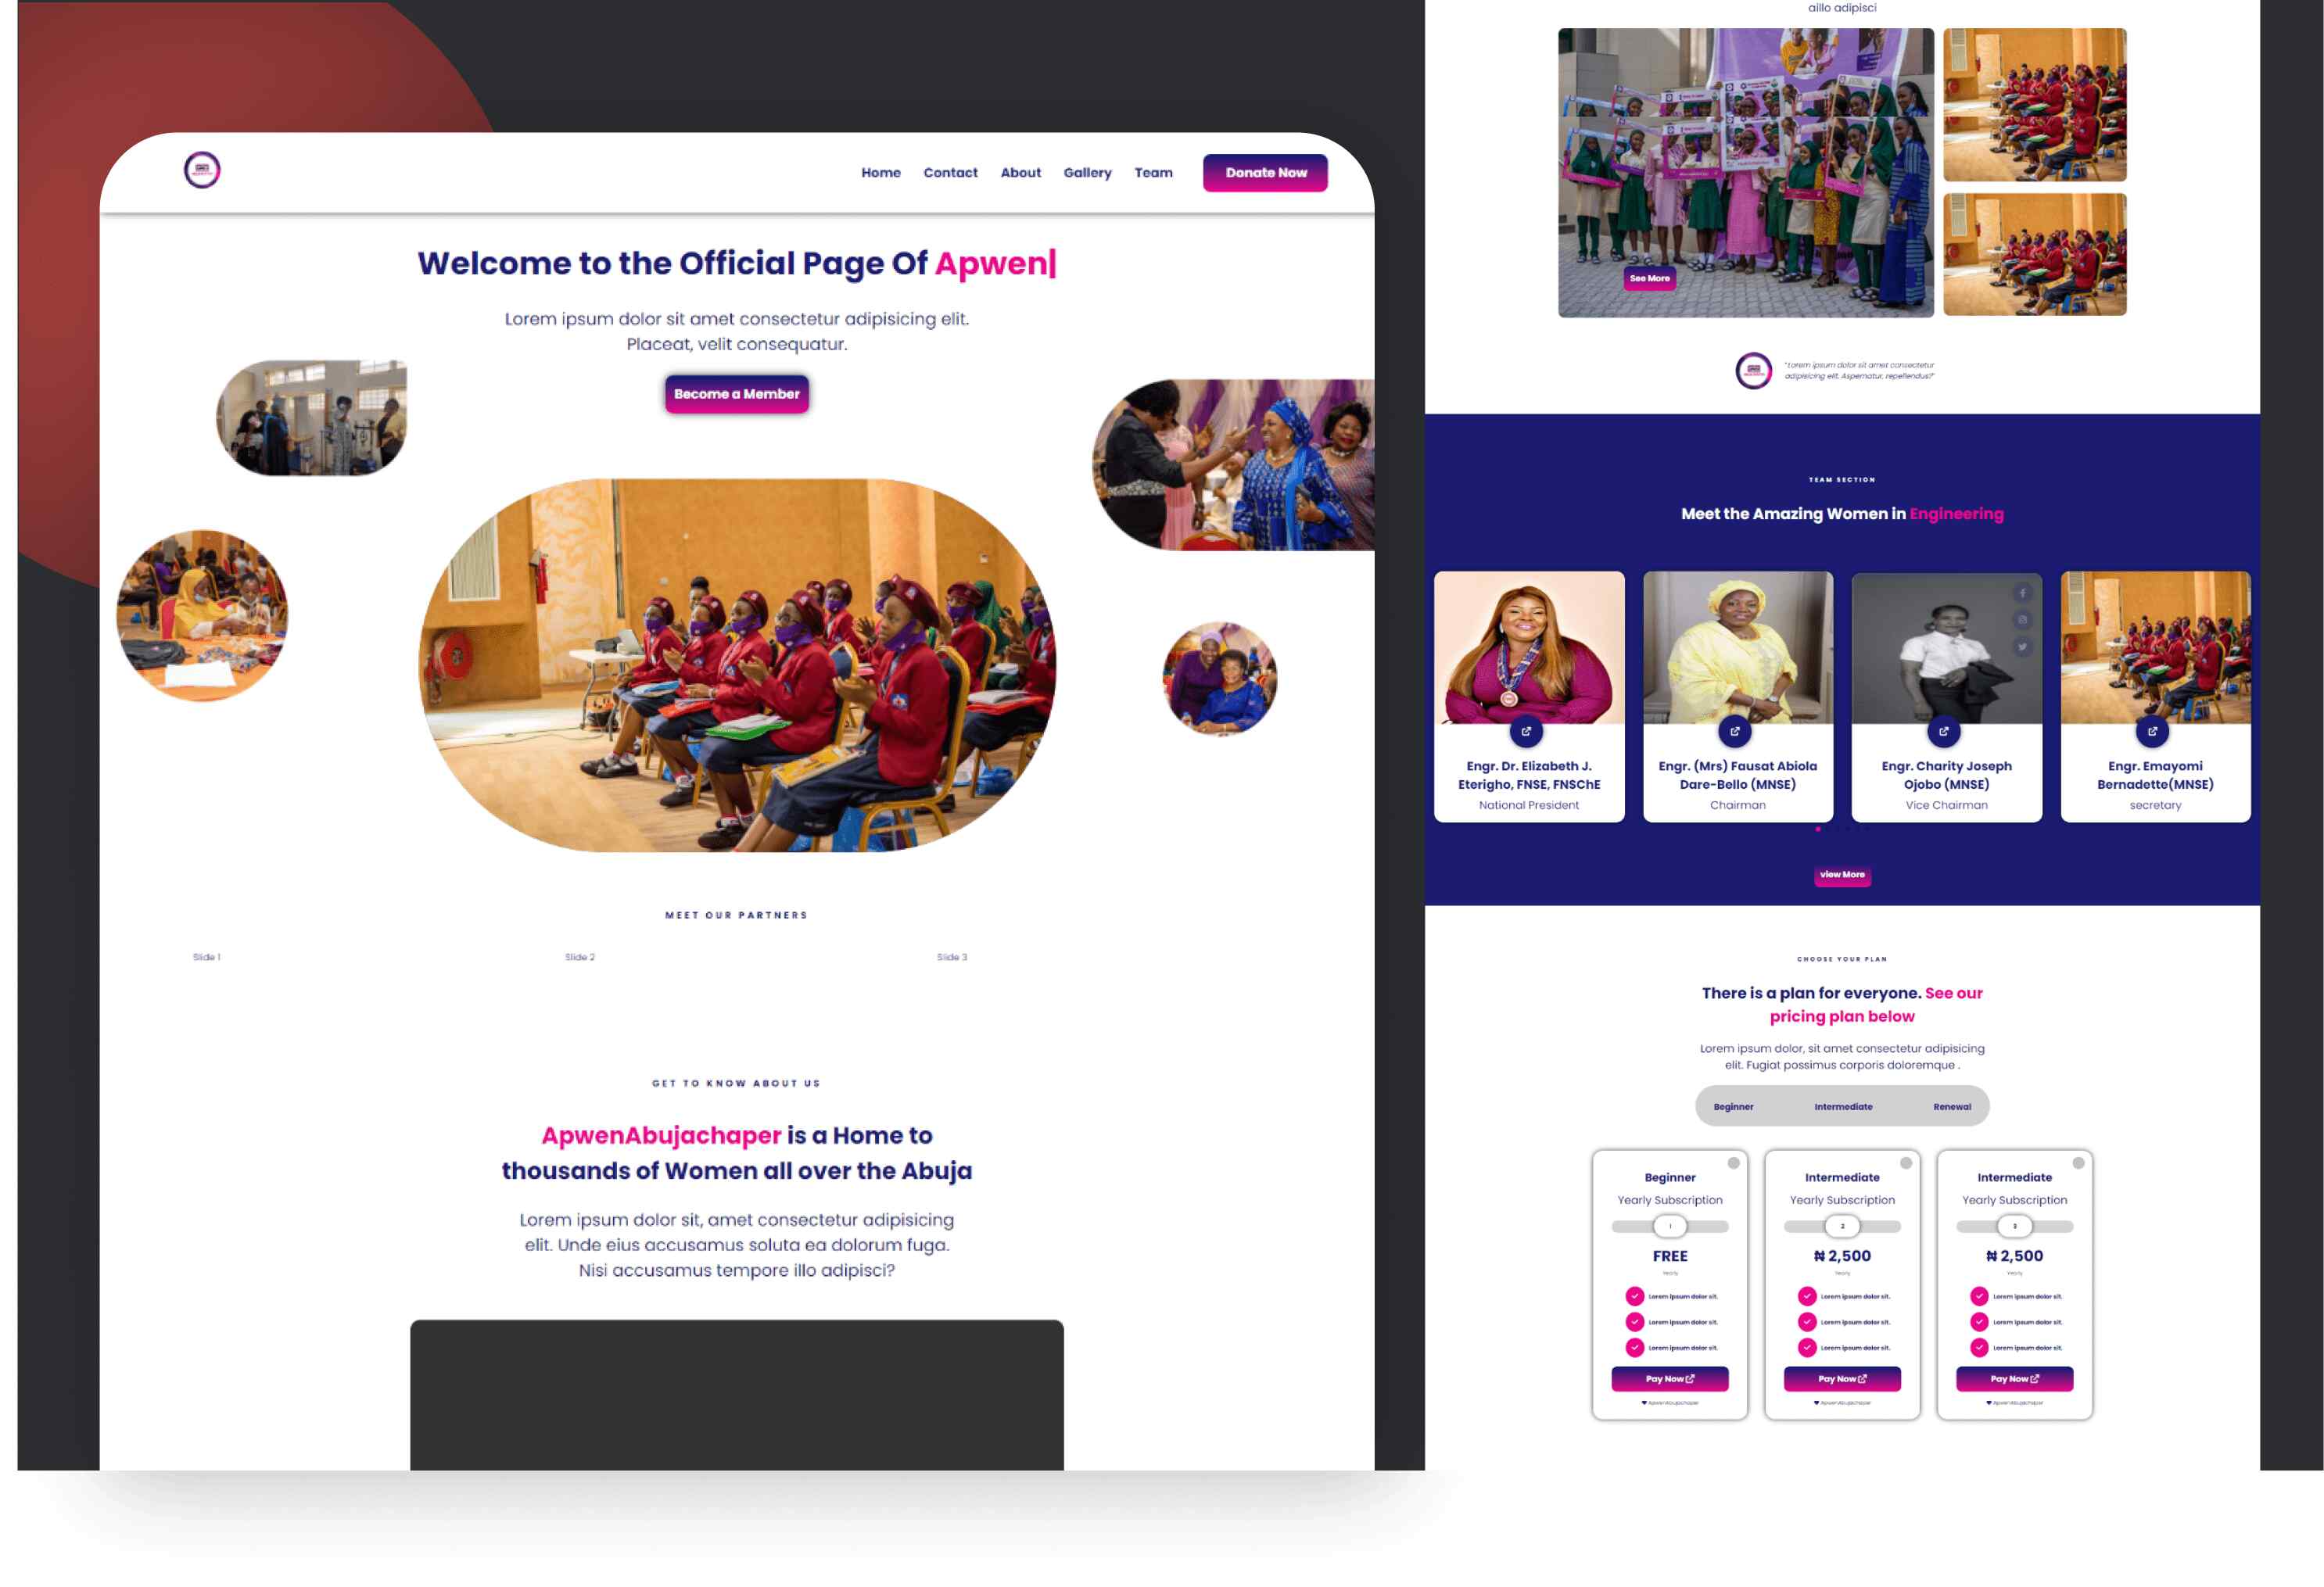 Home Contact About Gallery Team Donate Now
Welcome to the Official Page Of Apwen|
Lorem ipsum dolor sit amet consectetur adipisicing elit.
Placeat, velit consequatur.
Become a Member
MEET OUR PARTNERS
Slide 1 Slide 2 Slide 3
GET TO KNOW ABOUT US
ApwenAbujachaper is a Home to
thousands of Women all over the Abuja
Lorem ipsum dolor sit, amet consectetur adipisicing
elit. Unde eius accusamus soluta ea dolorum fuga.
Nisi accusamus tempore illo adipisci?
aillo adipisci
See More
"Lorem ipsum dolor sit amet consectetur
adipisicing elit. Aspernatur, repellendus!"
TEAM SECTION
Meet the Amazing Women in Engineering
Engr. Dr. Elizabeth J.
Eterigho, FNSE, FNSChE
National President
Engr. (Mrs) Fausat Abiola
Dare-Bello (MNSE)
Chairman
Engr. Charity Joseph
Ojobo (MNSE)
Vice Chairman
Engr. Emayomi
Bernadette(MNSE)
secretary
view More
CHOOSE YOUR PLAN
There is a plan for everyone. See our
pricing plan below
Lorem ipsum dolor, sit amet consectetur adipisicing
elit. Fugiat possimus corporis doloremque .
Beginner Intermediate Renewal
Beginner
Yearly Subscription
1
FREE
Yearly
Lorem ipsum dolor sit.
Lorem ipsum dolor sit.
Lorem ipsum dolor sit.
Pay Now
ApwenAbujachaper
Intermediate
Yearly Subscription
2
₦ 2,500
Yearly
Lorem ipsum dolor sit.
Lorem ipsum dolor sit.
Lorem ipsum dolor sit.
Pay Now
ApwenAbujachaper
Intermediate
Yearly Subscription
3
₦ 2,500
Yearly
Lorem ipsum dolor sit.
Lorem ipsum dolor sit.
Lorem ipsum dolor sit.
Pay Now
ApwenAbujachaper